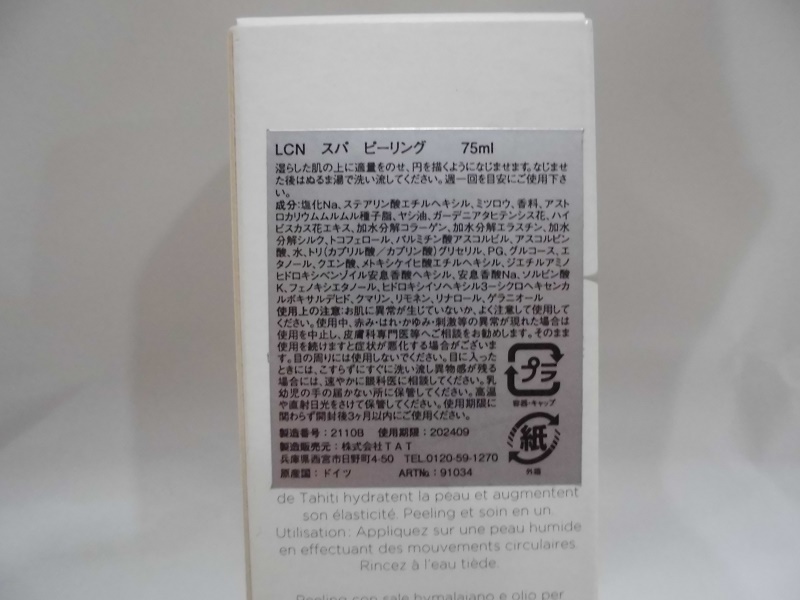 LCN スパ ピーリング 75ml
湿らした肌の上に適量をのせ、円を描くようになじませます。なじませ
た後はぬるま湯で洗い流してください。週一回を目安にご使用下さ
い。
成分:塩化Na、ステアリン酸エチルヘキシル、ミツロウ、香料、アスト
ロカリウムムルムル種子脂、ヤシ油、ガーデニアタヒテンシス花、ハイ
ビスカス花エキス、加水分解コラーゲン、加水分解エラスチン、加水
分解シルク、トコフェロール、パルミチン酸アスコルビル、アスコルビン
酸、水、トリ(カプリル酸/カプリン酸)グリセリル、PG、グルコース、エ
タノール、クエン酸、メトキシケイヒ酸エチルヘキシル、ジエチルアミノ
ヒドロキシベンゾイル安息香酸ヘキシル、安息香酸Na、ソルビン酸
K、フェノキシエタノール、ヒドロキシイソヘキシル3-シクロヘキセンカ
ルボキサルデヒド、クマリン、リモネン、リナロール、ゲラニオール
使用上の注意:お肌に異常が生じていないか、よく注意して使用して
ください。使用中、赤み・はれ・かゆみ・刺激等の異常が現れた場合は
使用を中止し、皮膚科専門医等へご相談をお勧めします。そのまま
使用を続けますと症状が悪化する場合がございま
す。目の周りには使用しないでください。目に入った
ときには、こすらずにすぐに洗い流し異物感が残る
場合には、速やかに眼科医に相談してください。乳
幼児の手の届かない所に保管してください。高温
や直射日光をさけて保管してください。使用期限に
関わらず開封後3ヶ月以内にご使用ください。
プラ
容器・キャップ
紙
外箱
製造番号:2110B 使用期限:202409
製造販売元:株式会社TAT
兵庫県西宮市日野町4-50 TEL.0120-59-1270
原産国:ドイツ ART№:91034
de Tahiti hydratent la peau et augmentent
son élasticité. Peeling et soin en un.
Utilisation: Appliquez sur une peau humide
en effectuant des mouvements circulaires.
Rincez à l'eau tiède.
Peeling con sale hymalaiano e olio per